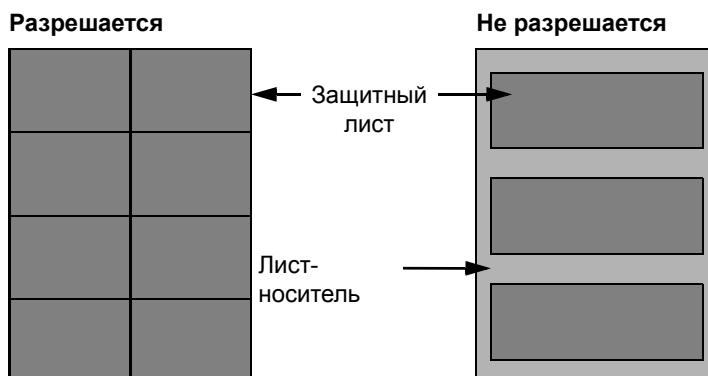 Разрешается
Не разрешается
Защитный
лист
Лист-
носитель